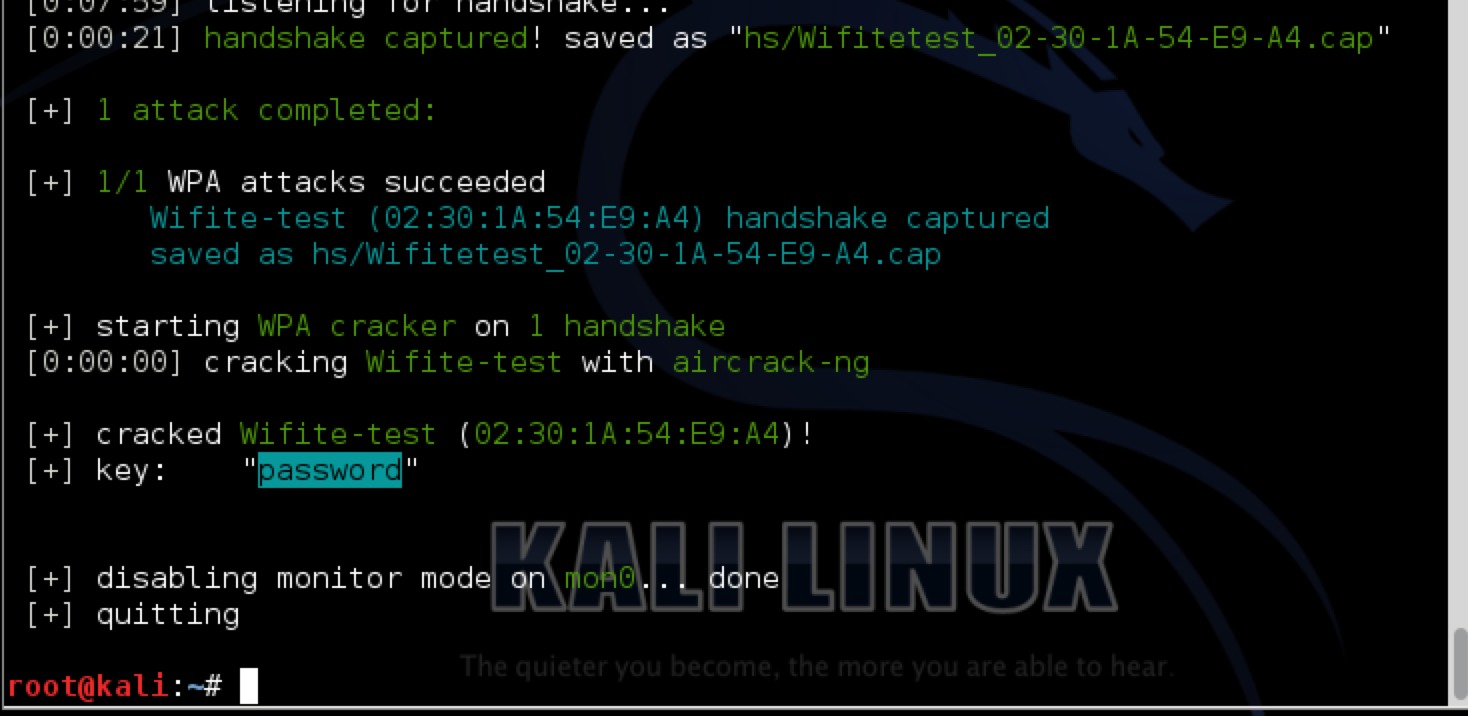 [0:07:59] listening for handshake...
[0:00:21] handshake captured! saved as "hs/Wifitetest_02-30-1A-54-E9-A4.cap"
[+] 1 attack completed:
[+] 1/1 WPA attacks succeeded
Wifite-test (02:30:1A:54:E9:A4) handshake captured
saved as hs/Wifitetest_02-30-1A-54-E9-A4.cap
[+] starting WPA cracker on 1 handshake
[0:00:00] cracking Wifite-test with aircrack-ng
[+] cracked Wifite-test (02:30:1A:54:E9:A4)!
[+] key: "password"
[+] disabling monitor mode on mon0... done
[+] quitting
KALI LINUX
The quieter you become, the more you are able to hear.
root@kali:~#